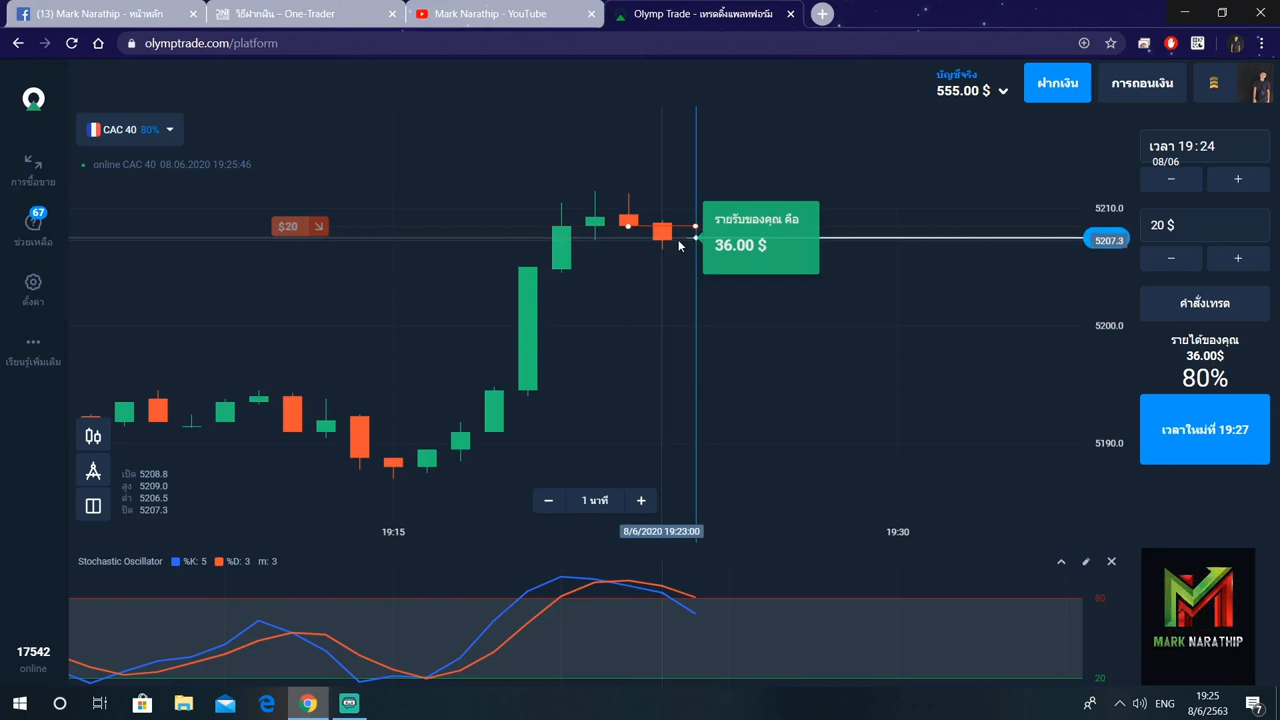 (13) Mark Narathip - หน้าหลัก
วิธีฝากเงิน – One-Trader
Mark Narathip - YouTube
Olymp Trade - เทรดดิ้งแพลทฟอร์ม
olymptrade.com/platform
บัญชีจริง
555.00 $
ฝากเงิน
การถอนเงิน
CAC 40 80%
online CAC 40 08.06.2020 19:25:46
การซื้อขาย
67
ช่วยเหลือ
ตั้งค่า
เรียนรู้เพิ่มเติม
$20
รายรับของคุณ คือ
36.00 $
5210.0
5207.3
5200.0
5190.0
เวลา 19:24
08/06
20 $
คำสั่งเทรด
รายได้ของคุณ
36.00$
80%
เวลาใหม่ที่ 19:27
เปิด 5208.8
สูง 5209.0
ต่ำ 5206.5
ปิด 5207.3
1 นาที
19:15
8/6/2020 19:23:00
19:30
Stochastic Oscillator %K: 5 %D: 3 m: 3
80
20
MARK NARATHIP
17542
online
ENG
19:25
8/6/2563
7